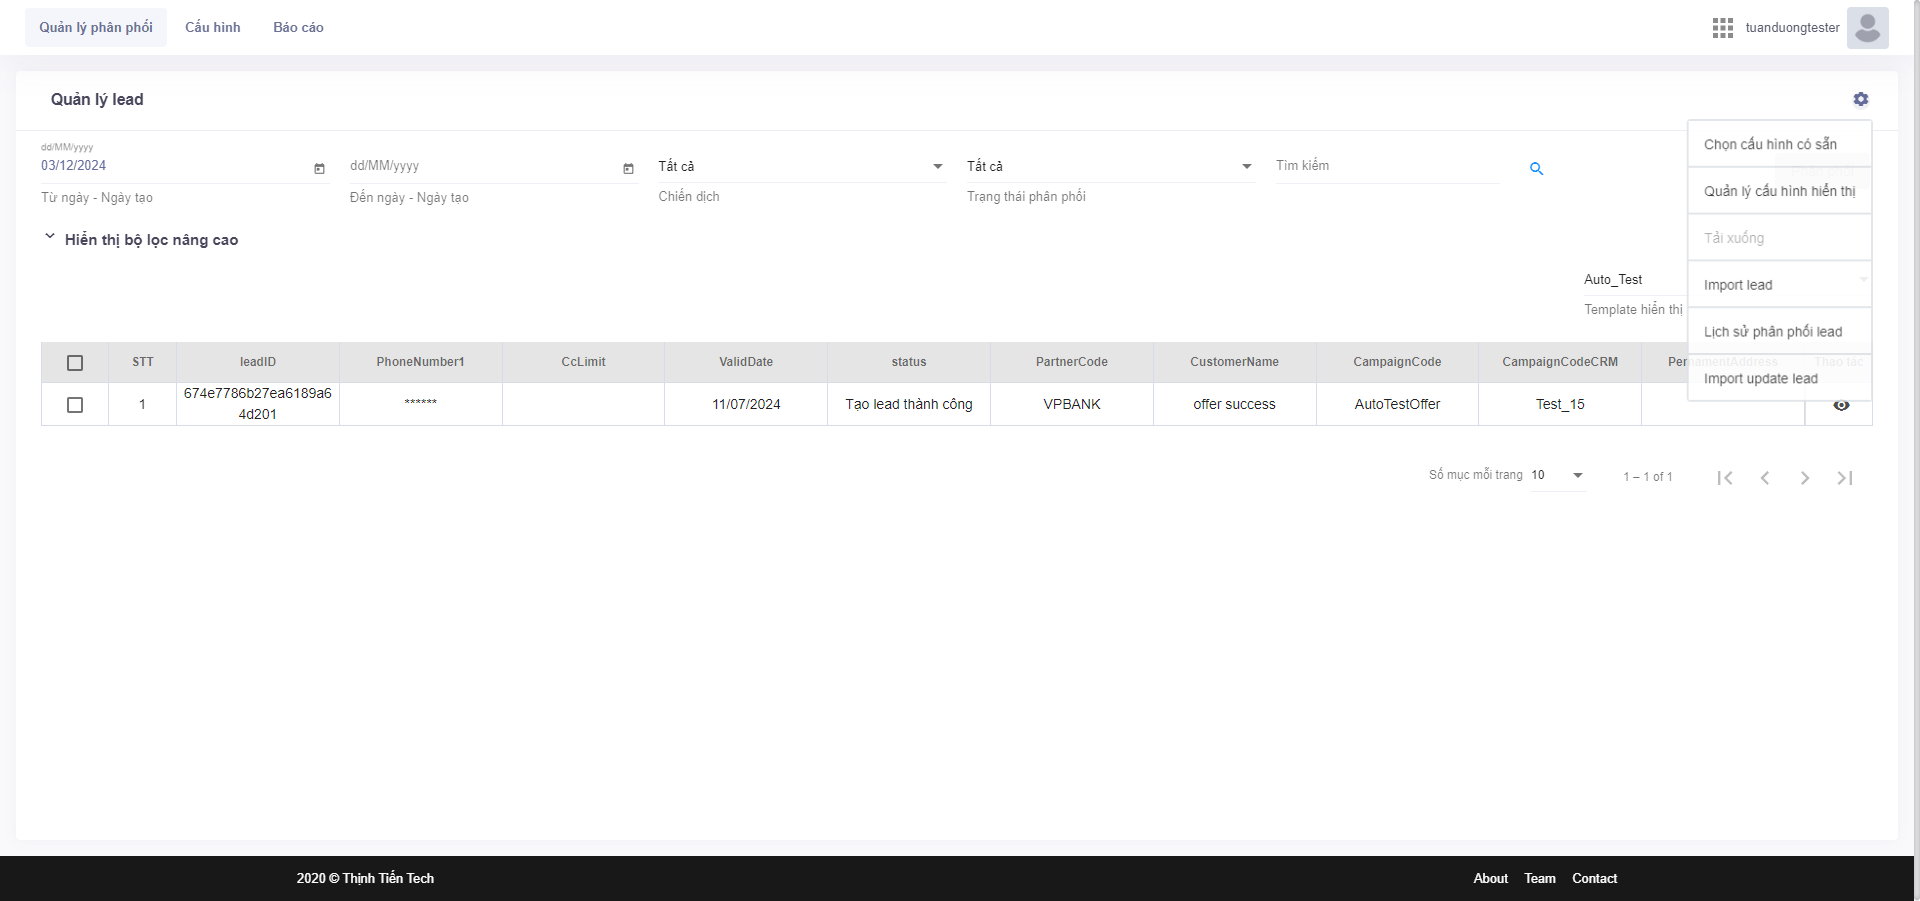 Quản lý phân phối Cấu hình Báo cáo tuanduongtester
Quản lý lead
dd/MM/yyyy
03/12/2024 dd/MM/yyyy Tất cả Tất cả Tìm kiếm
Từ ngày - Ngày tạo Đến ngày - Ngày tạo Chiến dịch Trạng thái phân phối
Hiển thị bộ lọc nâng cao
Chọn cấu hình có sẵn
Quản lý cấu hình hiển thị
Tải xuống
Import lead
Lịch sử phân phối lead
Import update lead
Auto_Test
Template hiển thị
STT leadID PhoneNumber1 CcLimit ValidDate status PartnerCode CustomerName CampaignCode CampaignCodeCRM PernamentAddress Thao tác
1 674e7786b27ea6189a6 ****** 11/07/2024 Tạo lead thành công VPBANK offer success AutoTestOffer Test_15
4d201
Số mục mỗi trang 10 1 – 1 of 1
2020 © Thịnh Tiến Tech About Team Contact